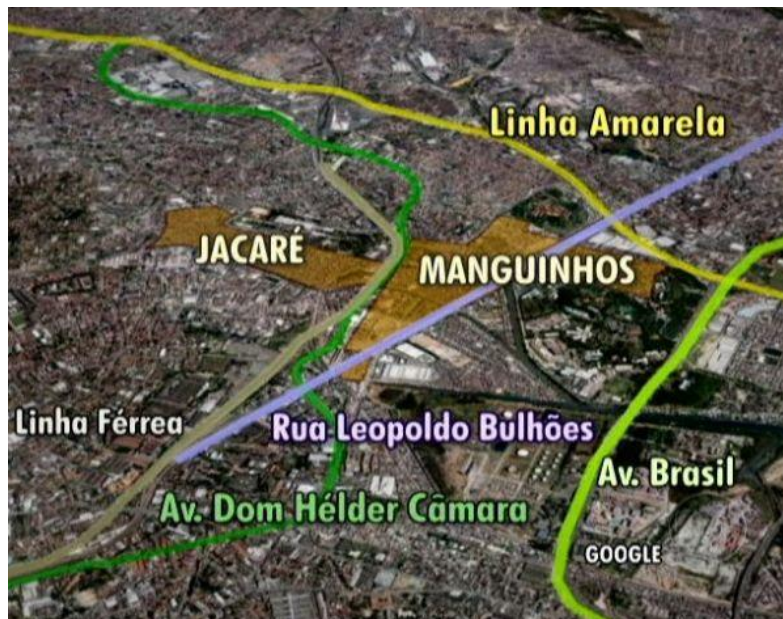 Linha Amarela
JACARÉ
MANGUINHOS
Linha Férrea
Rua Leopoldo Bulhões
Av. Brasil
Av. Dom Hélder Câmara
GOOGLE